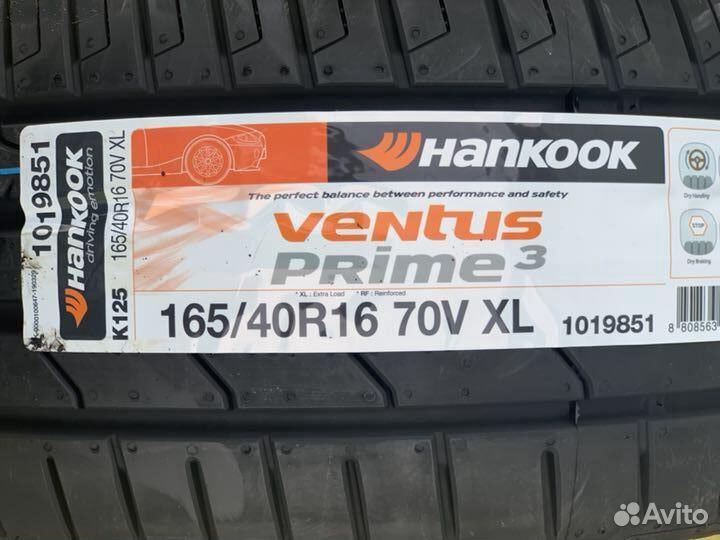 1019851
Hankook
driving emotion
K125 165/40R16 70V XL
Hankook
The perfect balance between performance and safety
Ventus
Prime³
* XL : Extra Load * RF : Reinforced
165/40R16 70V XL 1019851
Dry Handling
STOP
Dry Braking
8 808563
Avito